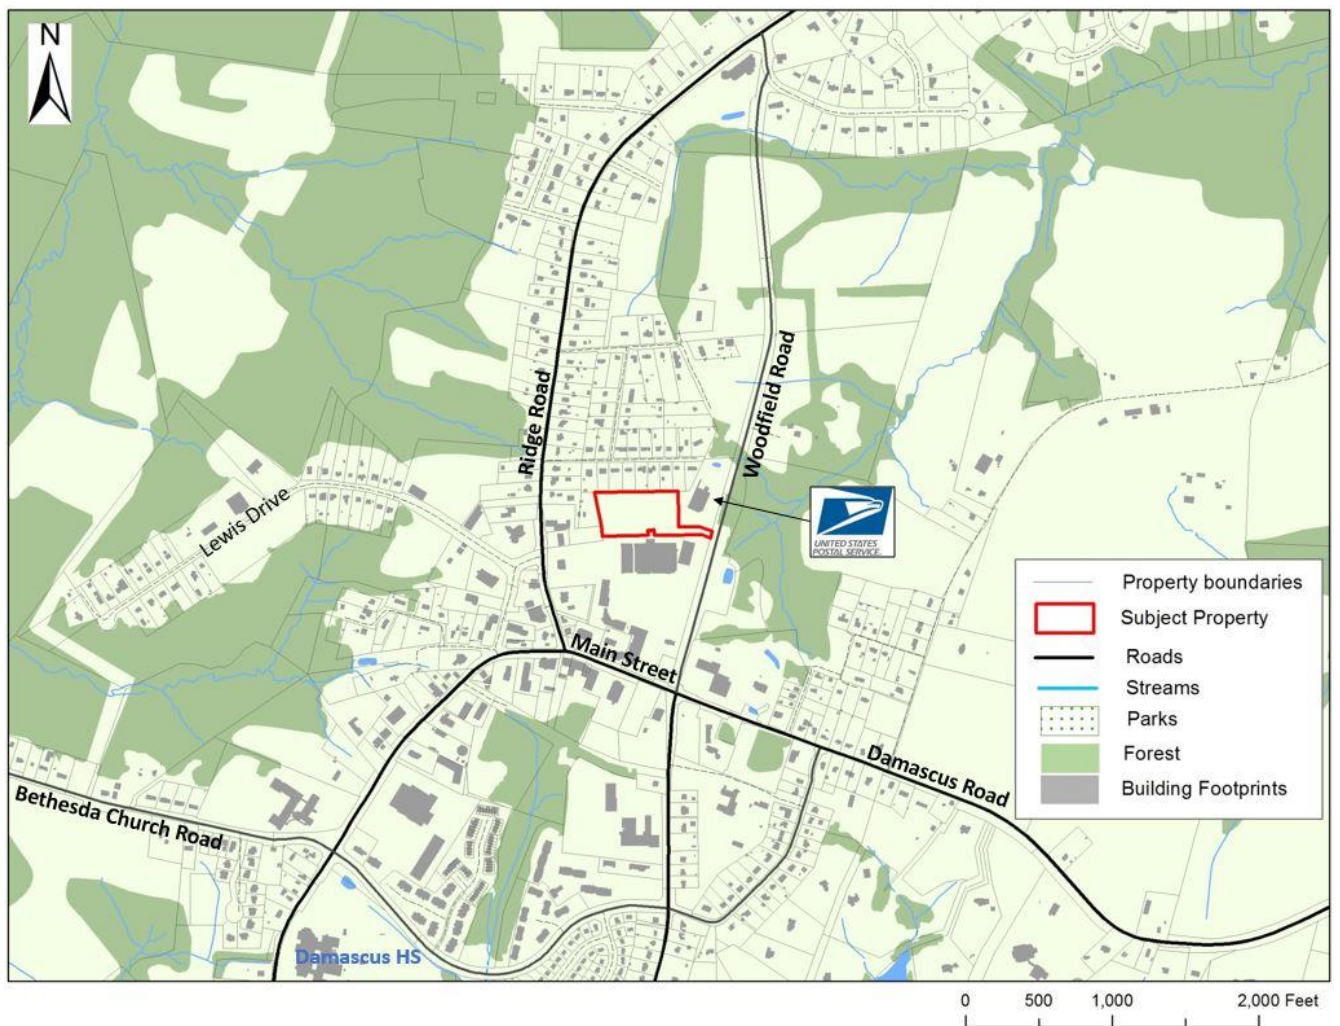 N
Ridge Road
Woodfield Road
Lewis Drive
UNITED STATES
POSTAL SERVICE
Main Street
Damascus Road
Bethesda Church Road
Damascus HS
Property boundaries
Subject Property
Roads
Streams
Parks
Forest
Building Footprints
0 500 1,000 2,000 Feet